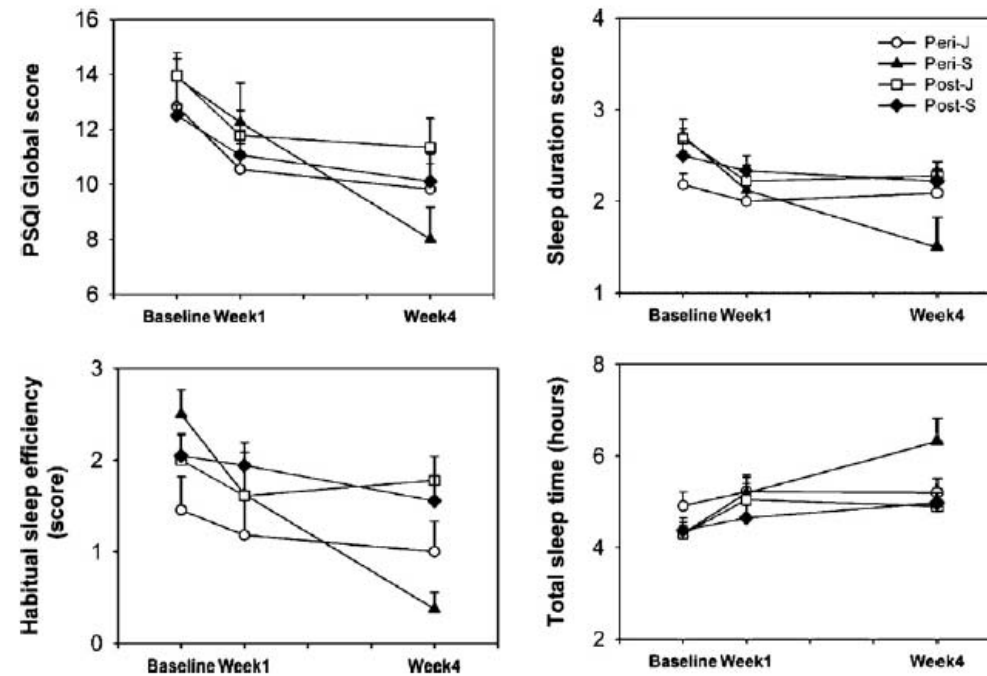 PSQI Global score
16
14
12
10
8
6
Baseline Week1 Week4
Sleep duration score
4
3
2
1
Peri-J
Peri-S
Post-J
Post-S
Baseline Week1 Week4
Habitual sleep efficiency
(score)
3
2
1
0
Baseline Week1 Week4
Total sleep time (hours)
8
6
4
2
Baseline Week1 Week4